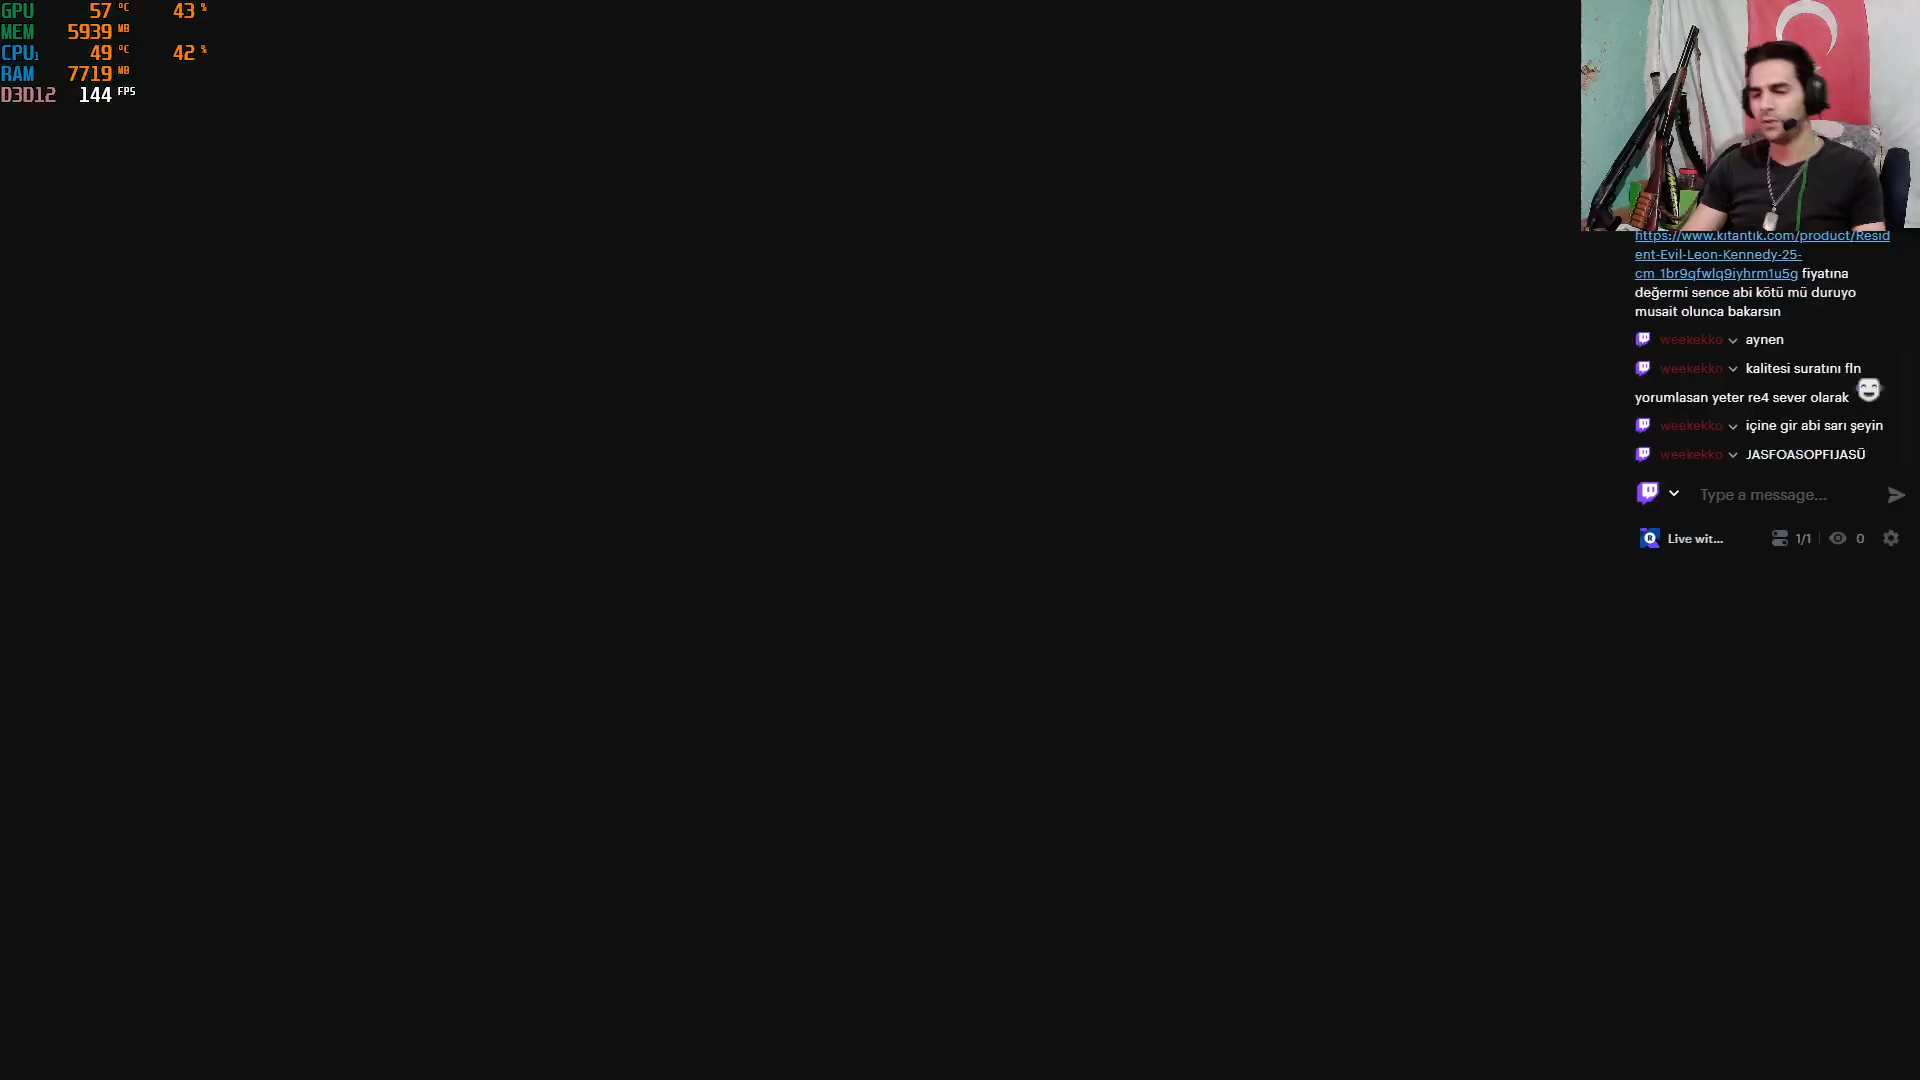 GPU 57 °C 43 %
MEM 5939 MB
CPU1 49 °C 42 %
RAM 7719 MB
D3D12 144 FPS
https://www.kitantik.com/product/Resid
ent-Evil-Leon-Kennedy-25-
cm_1br9qfwlq9iyhrm1u5g fiyatına
değermi sence abi kötü mü duruyo
musait olunca bakarsın
weekekko aynen
weekekko kalitesi suratını fln
yorumlasan yeter re4 sever olarak
weekekko içine gir abi sarı şeyin
weekekko JASFOASOPFIJASÜ
Type a message...
Live wit... 1/1 0